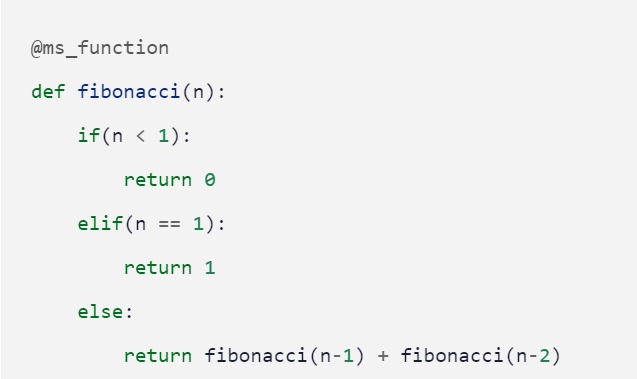 @ms_function
def fibonacci(n):
    if(n < 1):
        return 0
    elif(n == 1):
        return 1
    else:
        return fibonacci(n-1) + fibonacci(n-2)